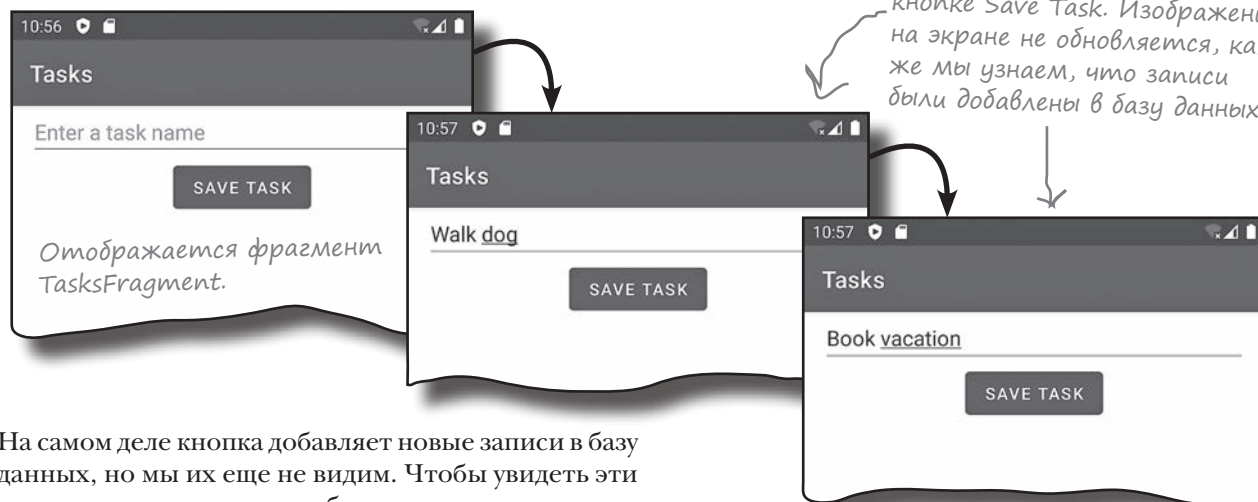 10:56
Tasks
Enter a task name
SAVE TASK
Отображается фрагмент
TasksFragment.
10:57
Tasks
Walk dog
SAVE TASK
кнопке Save Task.
на экране не обновляется,
же мы узнаем, что записи
были добавлены в базу данных
10:57
Tasks
Book vacation
SAVE TASK
На самом деле кнопка добавляет новые записи в базу
данных, но мы их еще не видим. Чтобы увидеть эти